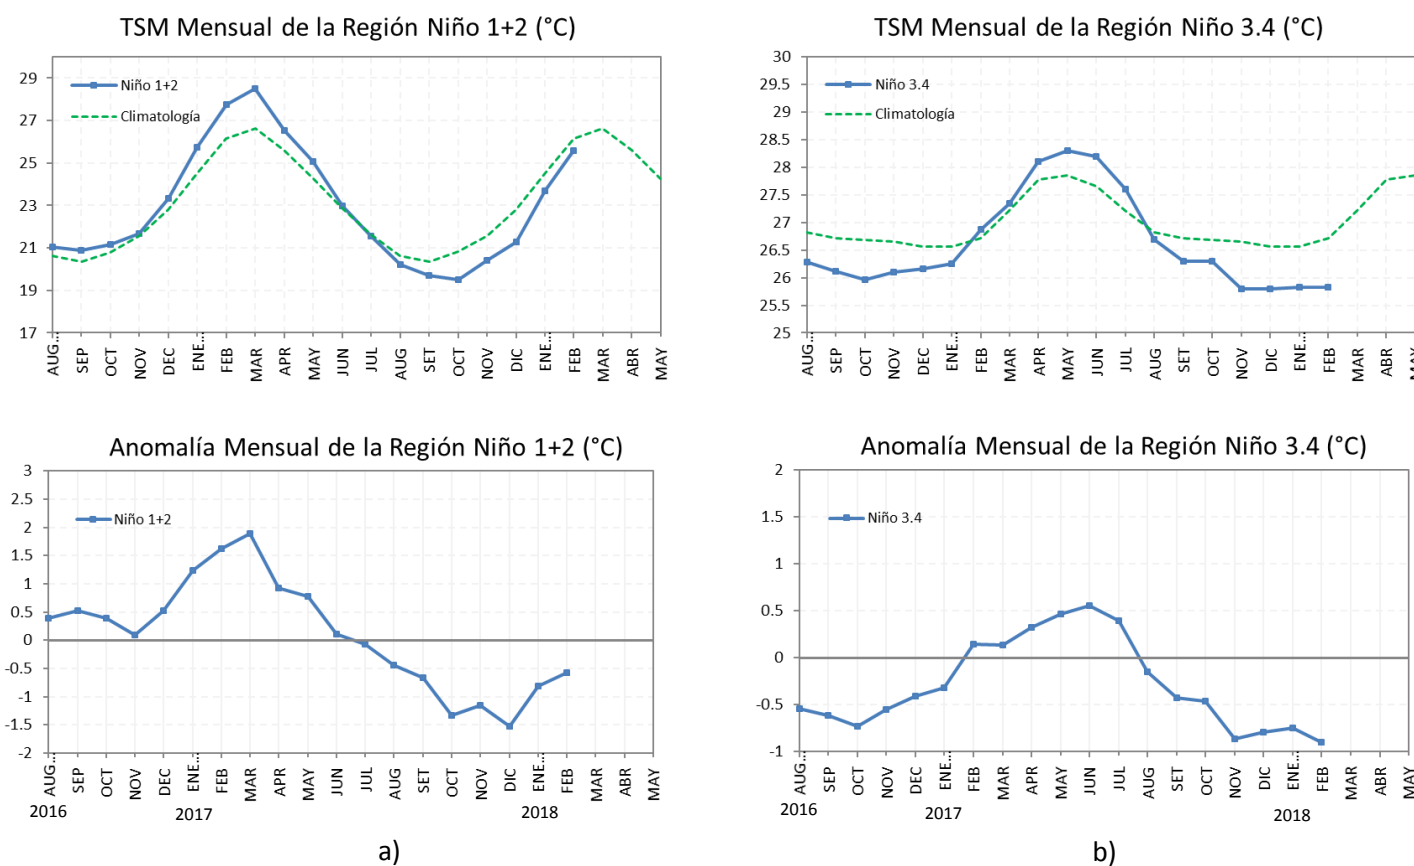 TSM Mensual de la Región Niño 1+2 (°C)
29
27
25
23
21
19
17
Niño 1+2
Climatología
AUG...
SEP
OCT
NOV
DEC
ENE...
FEB
MAR
APR
MAY
JUN
JUL
AUG
SET
OCT
NOV
DIC
ENE...
FEB
MAR
ABR
MAY
TSM Mensual de la Región Niño 3.4 (°C)
30
29.5
29
28.5
28
27.5
27
26.5
26
25.5
25
Niño 3.4
Climatología
AUG...
SEP
OCT
NOV
DEC
ENE...
FEB
MAR
APR
MAY
JUN
JUL
AUG
SET
OCT
NOV
DIC
ENE...
FEB
MAR
ABR
MAY
Anomalía Mensual de la Región Niño 1+2 (°C)
3
2.5
2
1.5
1
0.5
0
-0.5
-1
-1.5
-2
Niño 1+2
AUG...
SEP
OCT
NOV
DEC
ENE...
FEB
MAR
APR
MAY
JUN
JUL
AUG
SET
OCT
NOV
DIC
ENE...
FEB
MAR
ABR
MAY
2016
2017
2018
a)
Anomalía Mensual de la Región Niño 3.4 (°C)
2
1.5
1
0.5
0
-0.5
-1
Niño 3.4
AUG...
SEP
OCT
NOV
DEC
ENE...
FEB
MAR
APR
MAY
JUN
JUL
AUG
SET
OCT
NOV
DIC
ENE...
FEB
MAR
ABR
MAY
2016
2017
2018
b)